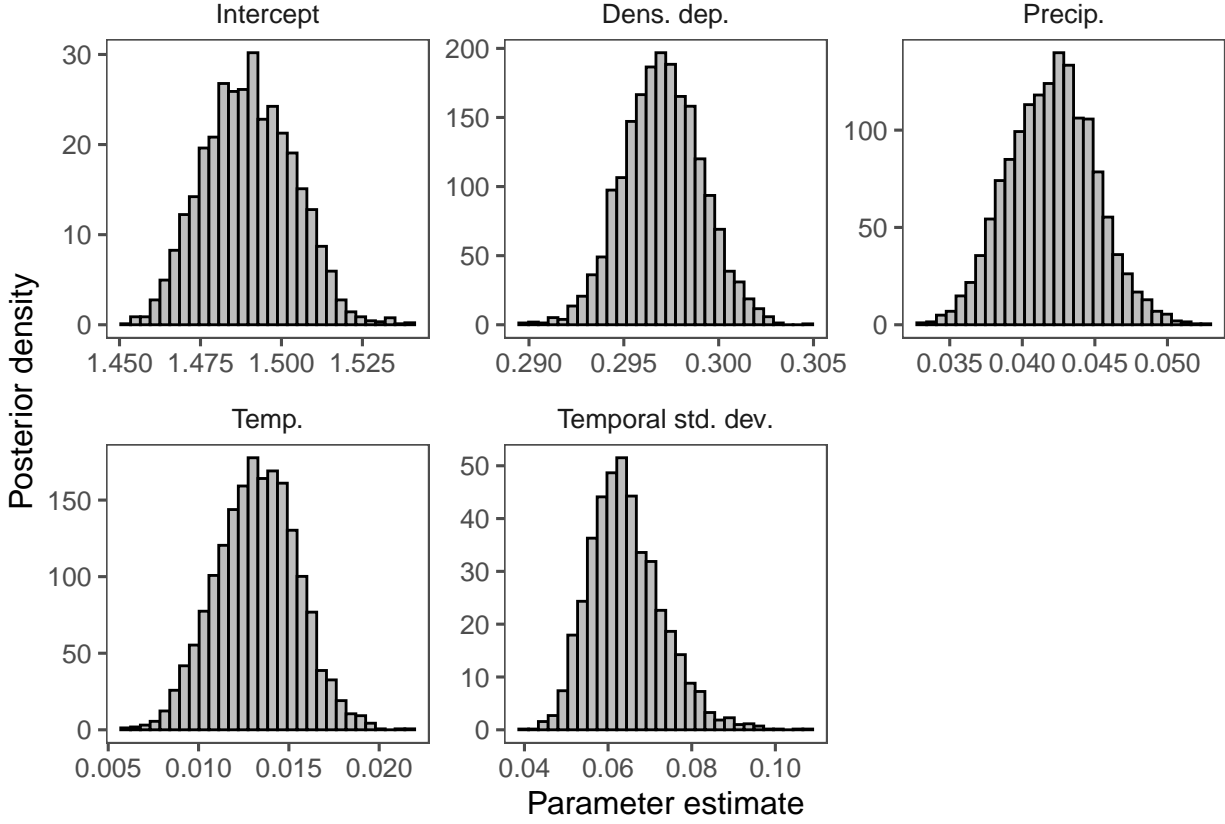 Intercept
Dens. dep.
Precip.
30
20
10
0
1.450 1.475 1.500 1.525
200
150
100
50
0
0.290 0.295 0.300 0.305
100
50
0
0.035 0.040 0.045 0.050
Posterior density
Temp.
Temporal std. dev.
150
100
50
0
0.005 0.010 0.015 0.020
50
40
30
20
10
0
0.04 0.06 0.08 0.10
Parameter estimate